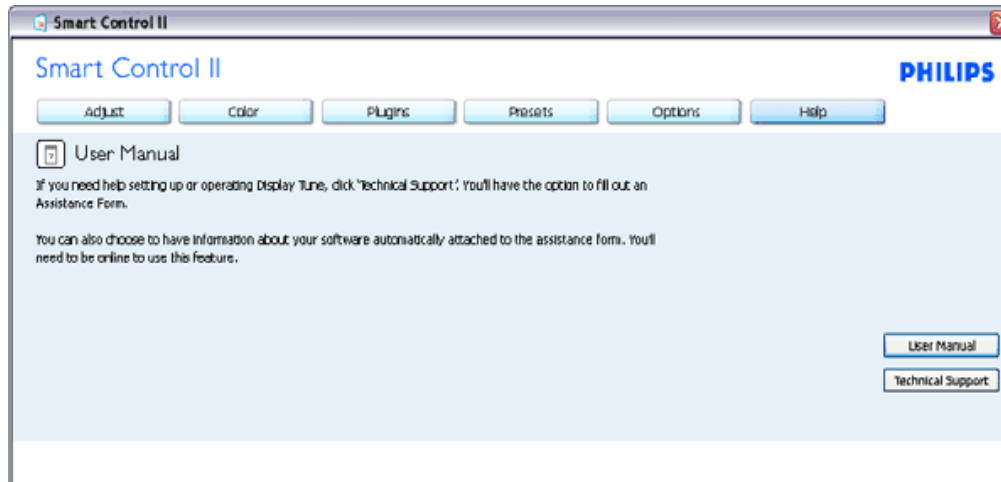 Smart Control II
Smart Control II
PHILIPS
Adjust Color Plugins Presets Options Help
User Manual
If you need help setting up or operating Display Tune, click 'Technical Support'. You'll have the option to fill out an
Assistance Form.
You can also choose to have information about your software automatically attached to the assistance form. You'll
need to be online to use this feature.
User Manual
Technical Support